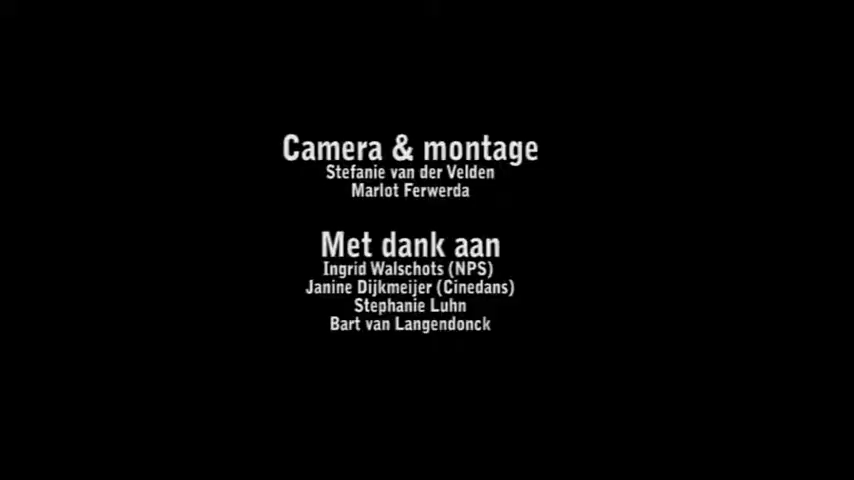 Camera & montage
Stefanie van der Velden
Marlot Ferwerda
Met dank aan
Ingrid Walschots (NPS)
Janine Dijkmeijer (Cinedans)
Stephanie Luhn
Bart van Langendonck